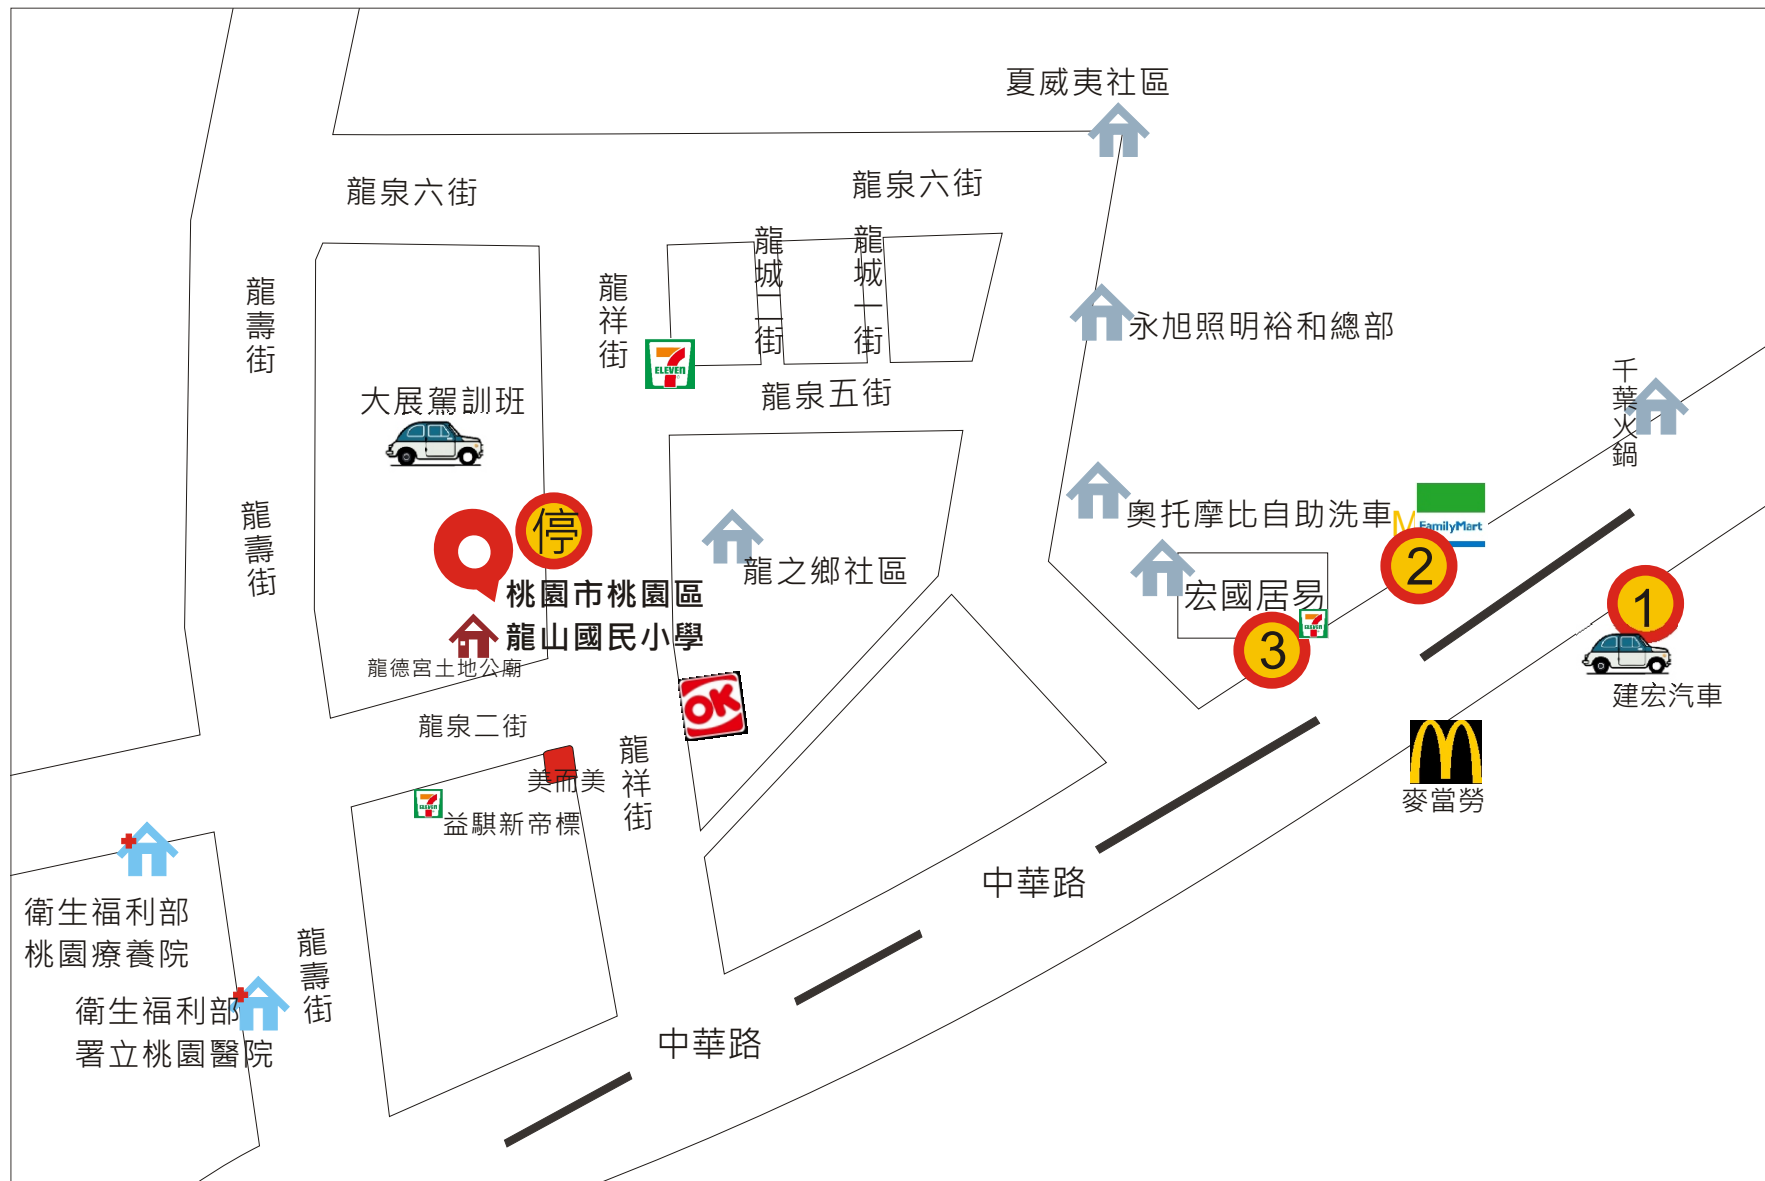 夏威夷社區
龍泉六街
龍泉六街
龍壽街
龍祥街
龍城二街
龍城一街
永旭照明裕和總部
ELEVEN
龍泉五街
大展駕訓班
千葉火鍋
龍壽街
停
奧托摩比自助洗車
M
FamilyMart
2
龍之鄉社區
桃園市桃園區
龍山國民小學
宏國居易
ELEVEN
1
3
龍德宮土地公廟
建宏汽車
OK
龍泉二街
龍祥街
美而美
ELEVEN
益騏新帝標
麥當勞
中華路
衛生福利部
桃園療養院
龍壽街
衛生福利部
署立桃園醫院
中華路